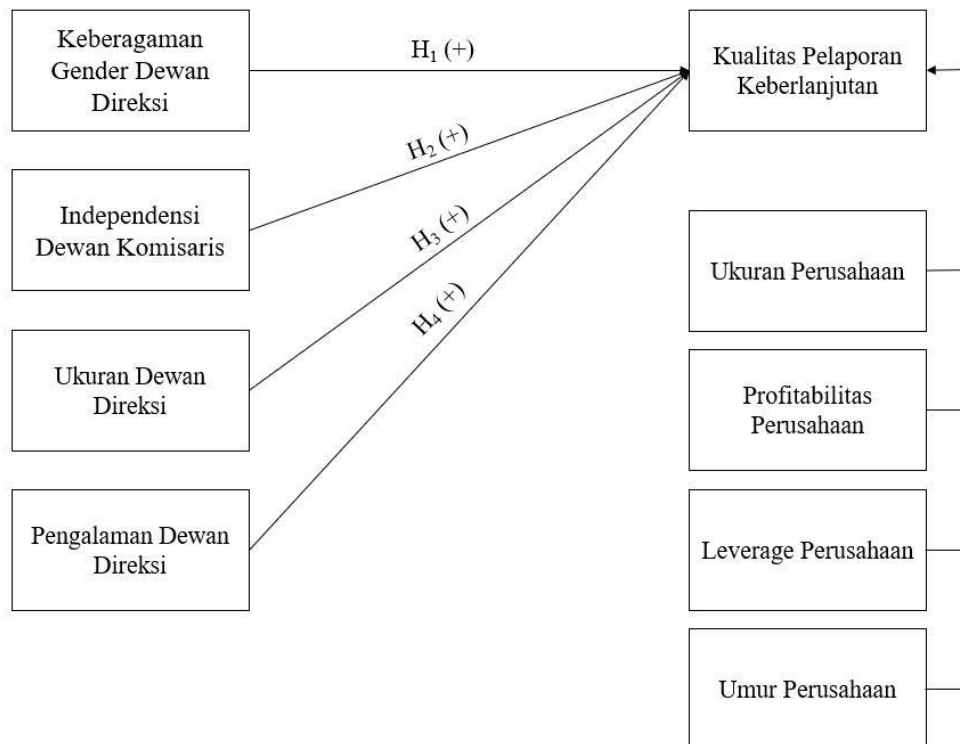 Keberagaman
Gender Dewan
Direksi
H₁ (+)
Kualitas Pelaporan
Keberlanjutan
H₂ (+)
Independensi
Dewan Komisaris
H₃ (+)
Ukuran Perusahaan
H₄ (+)
Ukuran Dewan
Direksi
Profitabilitas
Perusahaan
Pengalaman Dewan
Direksi
Leverage Perusahaan
Umur Perusahaan